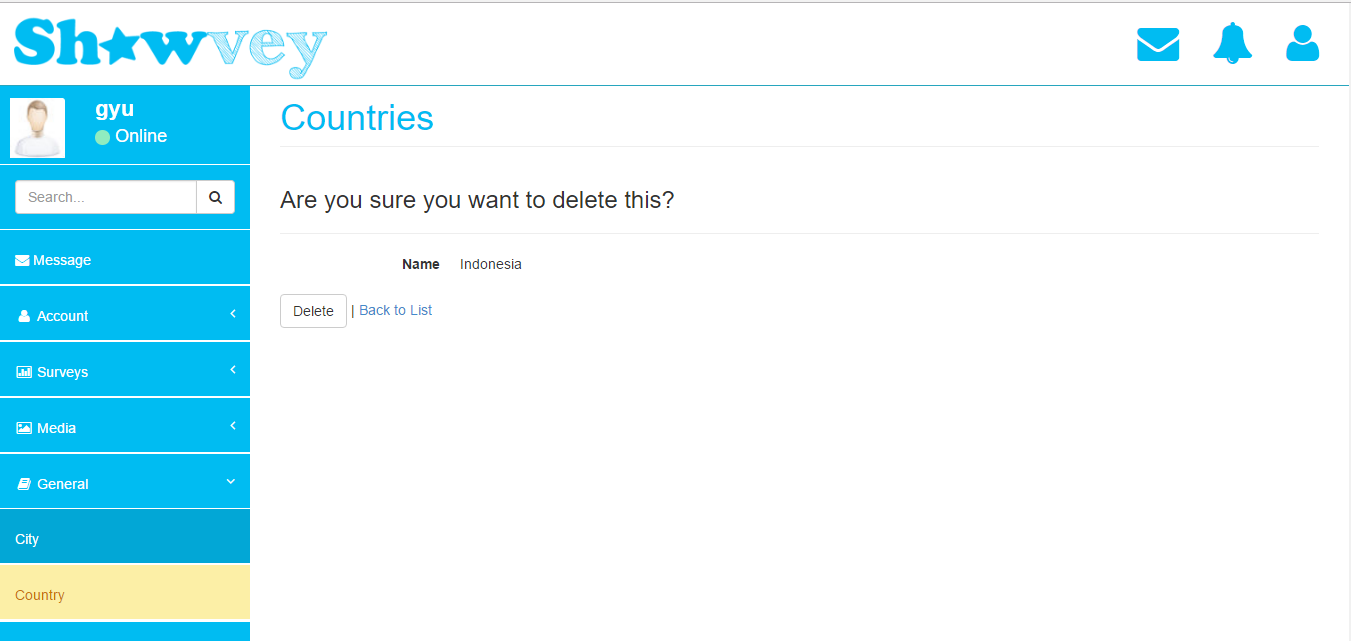 Sh★wvey
gyu
Online
Search...
Message
Account
Surveys
Media
General
City
Country
Countries
Are you sure you want to delete this?
Name Indonesia
Delete | Back to List